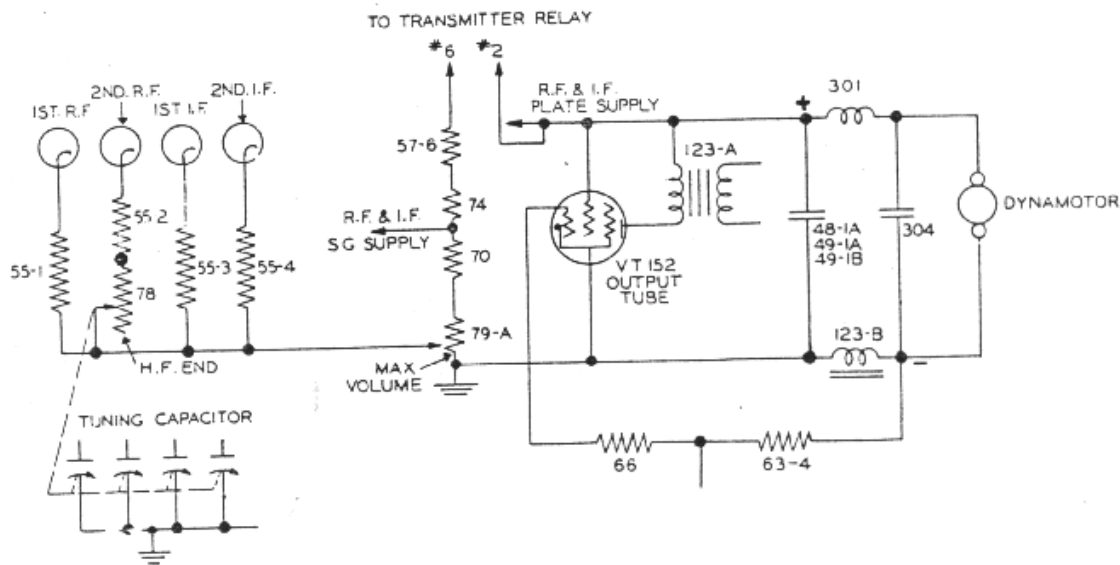 TO TRANSMITTER RELAY
#6 #2
1ST. R.F.
2ND. R.F.
1ST I.F.
2ND. I.F.
R.F. & I.F.
PLATE SUPPLY
+
301
57-6
123-A
55-2
74
R.F. & I.F.
SG SUPPLY
DYNAMOTOR
55-1
55-3
55-4
70
48-1A
49-1A
49-1B
304
78
VT 152
OUTPUT
TUBE
79-A
123-B
H.F. END
MAX
VOLUME
-
TUNING CAPACITOR
66
63-4